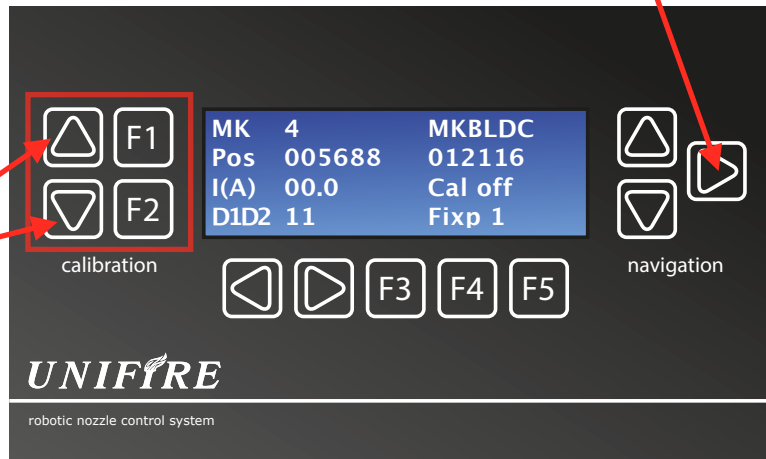 F1
F2
calibration
MK 4 MKBLDC
Pos 005688 012116
I(A) 00.0 Cal off
D1D2 11 Fixp 1
navigation
F3 F4 F5
UNIFIRE
robotic nozzle control system